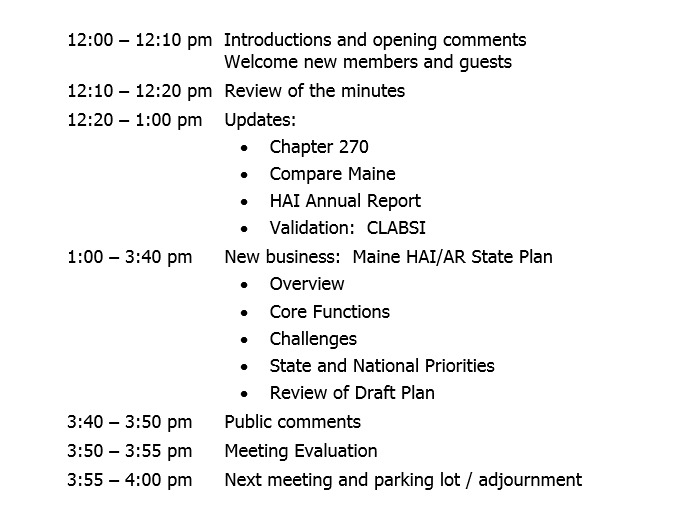 12:00 – 12:10 pm Introductions and opening comments
Welcome new members and guests
12:10 – 12:20 pm Review of the minutes
12:20 – 1:00 pm Updates:
• Chapter 270
• Compare Maine
• HAI Annual Report
• Validation: CLABSI
1:00 – 3:40 pm New business: Maine HAI/AR State Plan
• Overview
• Core Functions
• Challenges
• State and National Priorities
• Review of Draft Plan
3:40 – 3:50 pm Public comments
3:50 – 3:55 pm Meeting Evaluation
3:55 – 4:00 pm Next meeting and parking lot / adjournment